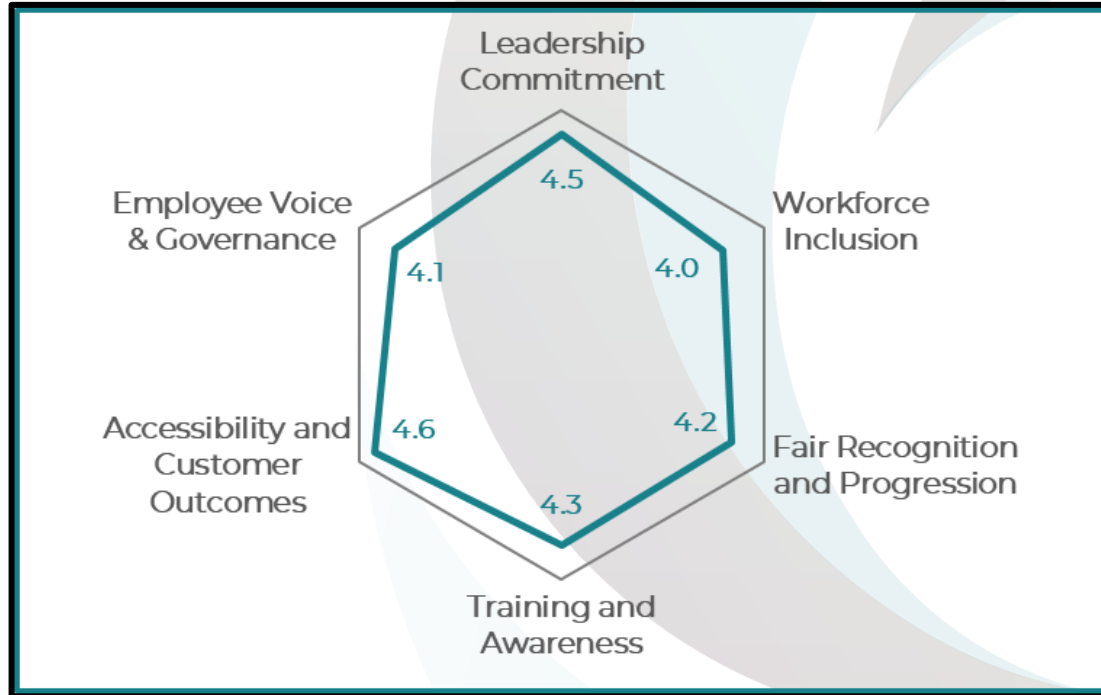 Leadership
Commitment
4.5
Employee Voice
& Governance
4.1
Workforce
Inclusion
4.0
Accessibility and
Customer
Outcomes
4.6
Fair Recognition
and Progression
4.2
4.3
Training and
Awareness